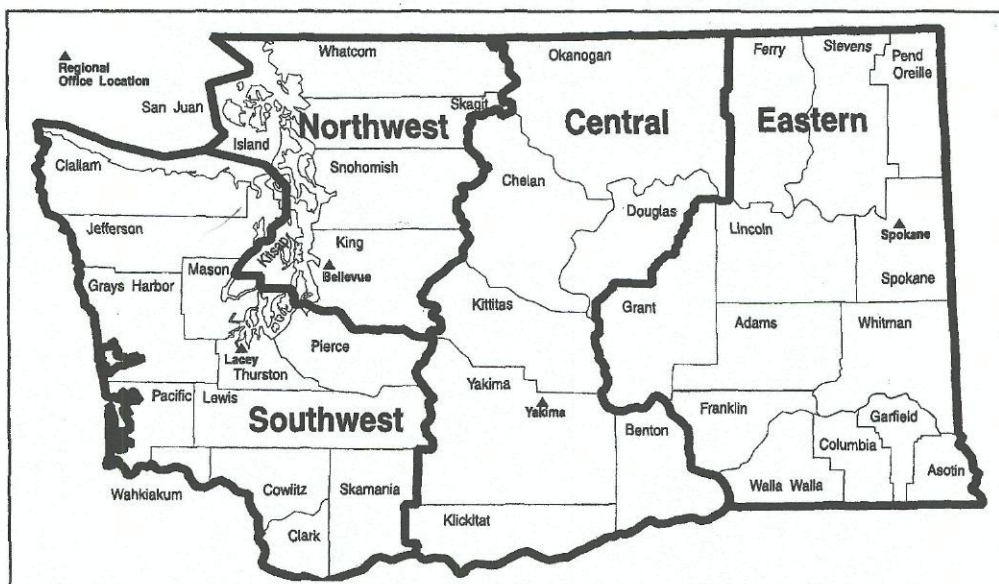 Whatcom
Okanogan
Ferry
Stevens
Pend
Oreille
Regional
Office Location
San Juan
Skagit
Island
Northwest
Central
Eastern
Clallam
Snohomish
Chelan
Douglas
Lincoln
Spokane
Jefferson
Kitsap
King
Bellevue
Mason
Grays Harbor
Kittitas
Grant
Spokane
Adams
Whitman
Pierce
Lacey
Thurston
Yakima
Yakima
Pacific
Lewis
Southwest
Franklin
Garfield
Benton
Columbia
Asotin
Walla Walla
Wahkiakum
Cowlitz
Skamania
Klickitat
Clark